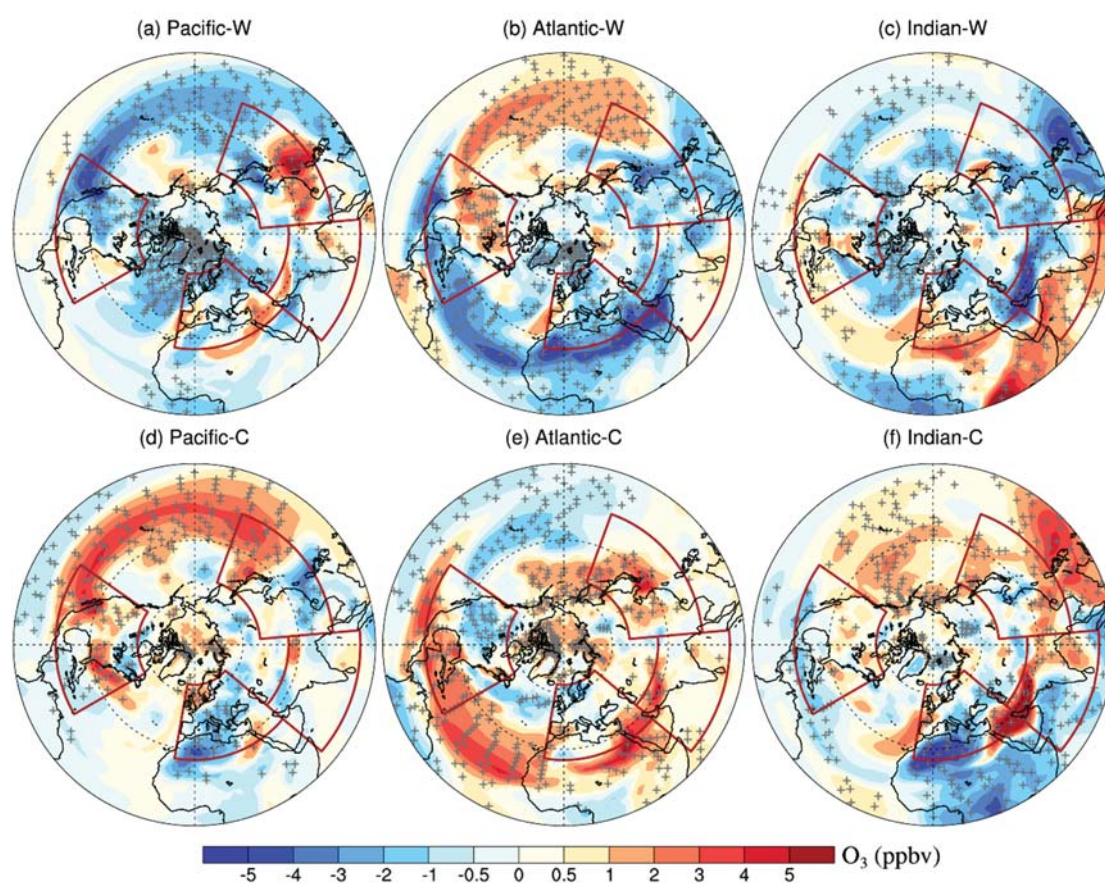 (a) Pacific-W (b) Atlantic-W (c) Indian-W
(d) Pacific-C (e) Atlantic-C (f) Indian-C
O₃ (ppbv)
-5 -4 -3 -2 -1 -0.5 0 0.5 1 2 3 4 5